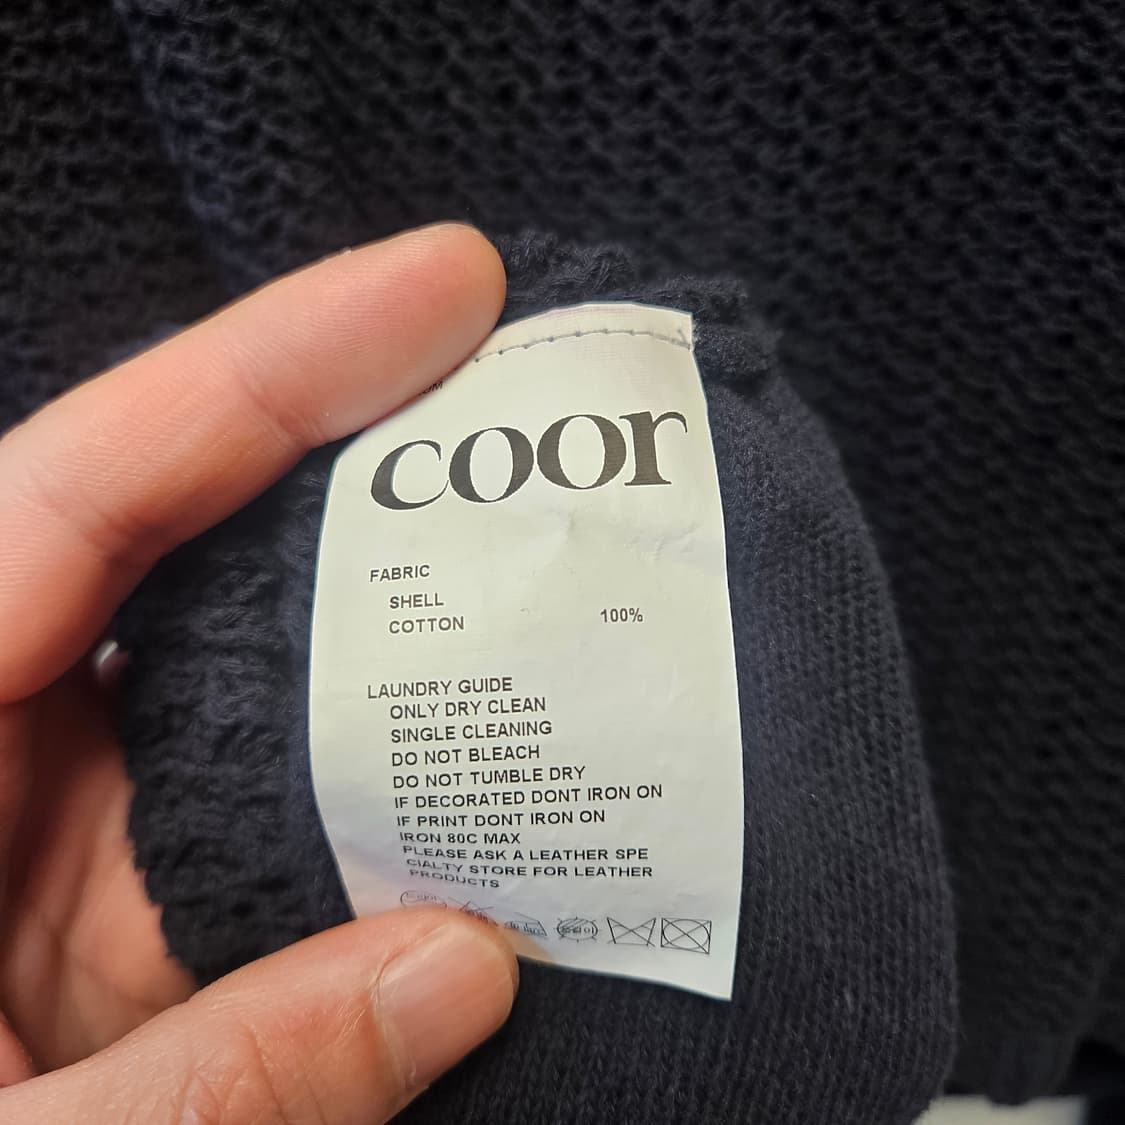 coor
FABRIC
SHELL
COTTON 100%
LAUNDRY GUIDE
ONLY DRY CLEAN
SINGLE CLEANING
DO NOT BLEACH
DO NOT TUMBLE DRY
IF DECORATED DONT IRON ON
IF PRINT DONT IRON ON
IRON 80C MAX
PLEASE ASK A LEATHER SPE
CIALTY STORE FOR LEATHER
PRODUCTS